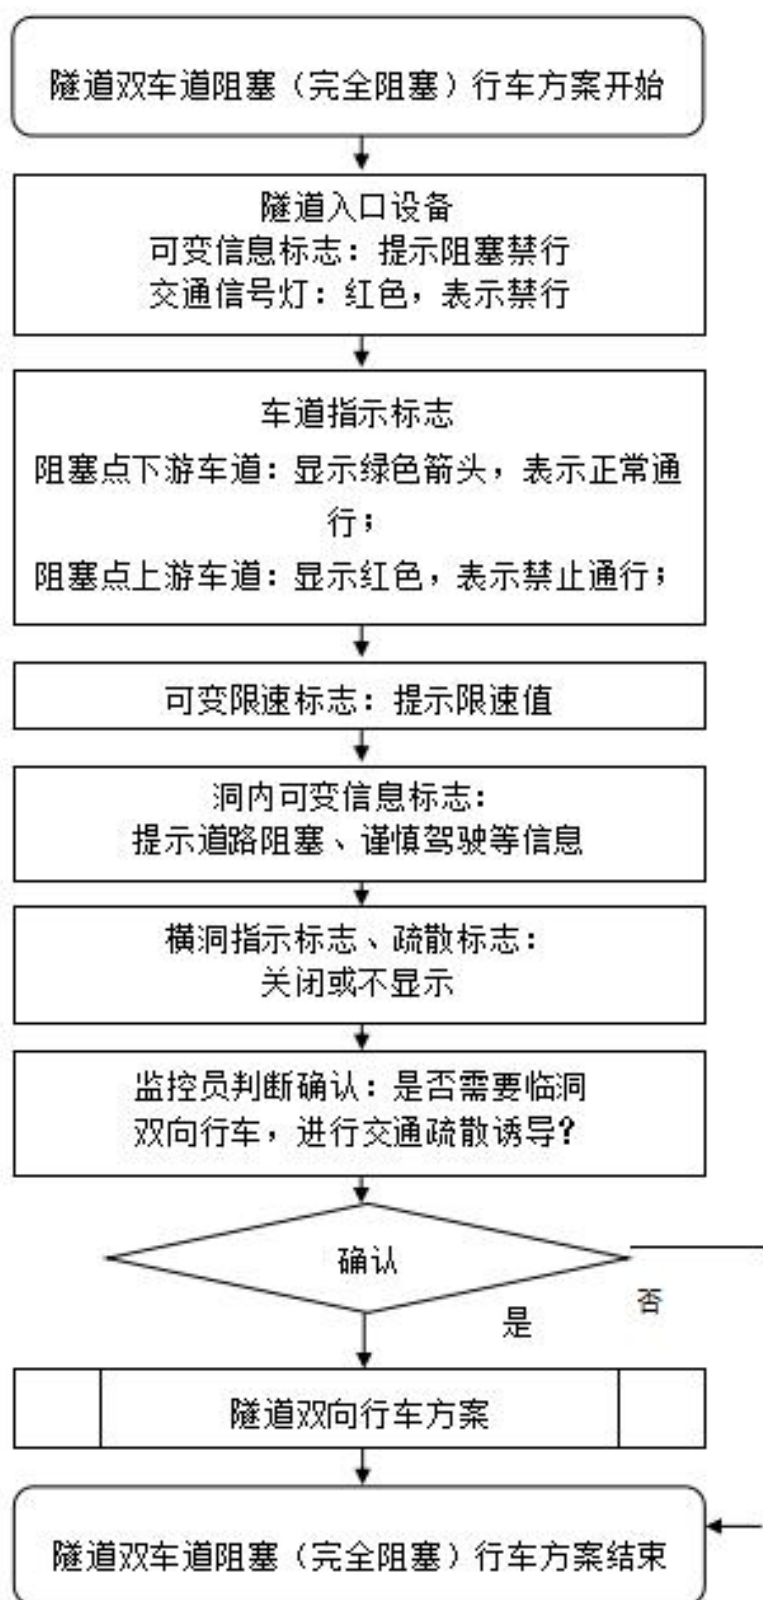 隧道双车道阻塞（完全阻塞）行车方案开始
隧道入口设备
可变信息标志：提示阻塞禁行
交通信号灯：红色，表示禁行
车道指示标志
阻塞点下游车道：显示绿色箭头，表示正常通
行；
阻塞点上游车道：显示红色，表示禁止通行；
可变限速标志：提示限速值
洞内可变信息标志：
提示道路阻塞、谨慎驾驶等信息
横洞指示标志、疏散标志：
关闭或不显示
监控员判断确认：是否需要临洞
双向行车，进行交通疏散诱导？
确认
否
是
隧道双向行车方案
隧道双车道阻塞（完全阻塞）行车方案结束